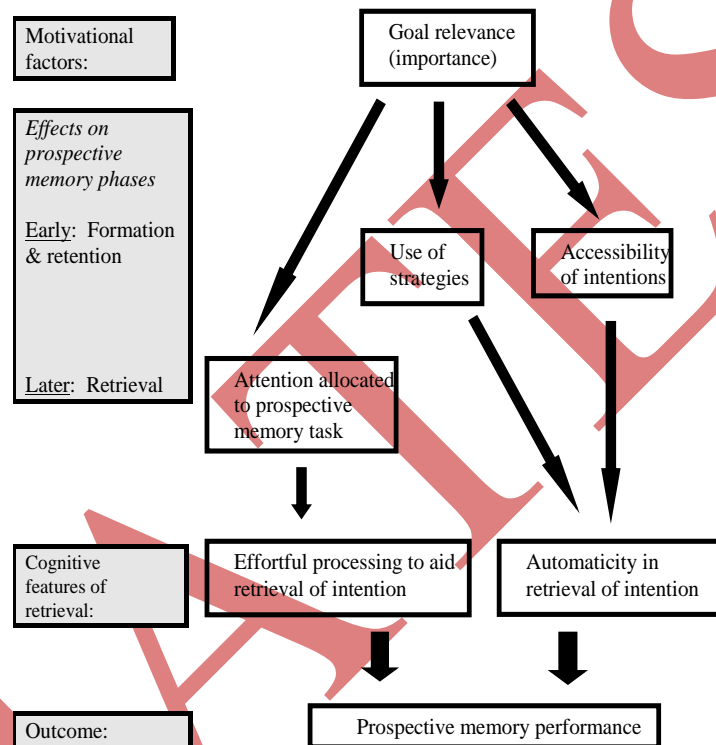 Motivational
factors:
Goal relevance
(importance)
Effects on
prospective
memory phases
Early: Formation
& retention
Later: Retrieval
Use of
strategies
Accessibility
of intentions
Attention allocated
to prospective
memory task
Cognitive
features of
retrieval:
Effortful processing to aid
retrieval of intention
Automaticity in
retrieval of intention
Outcome:
Prospective memory performance